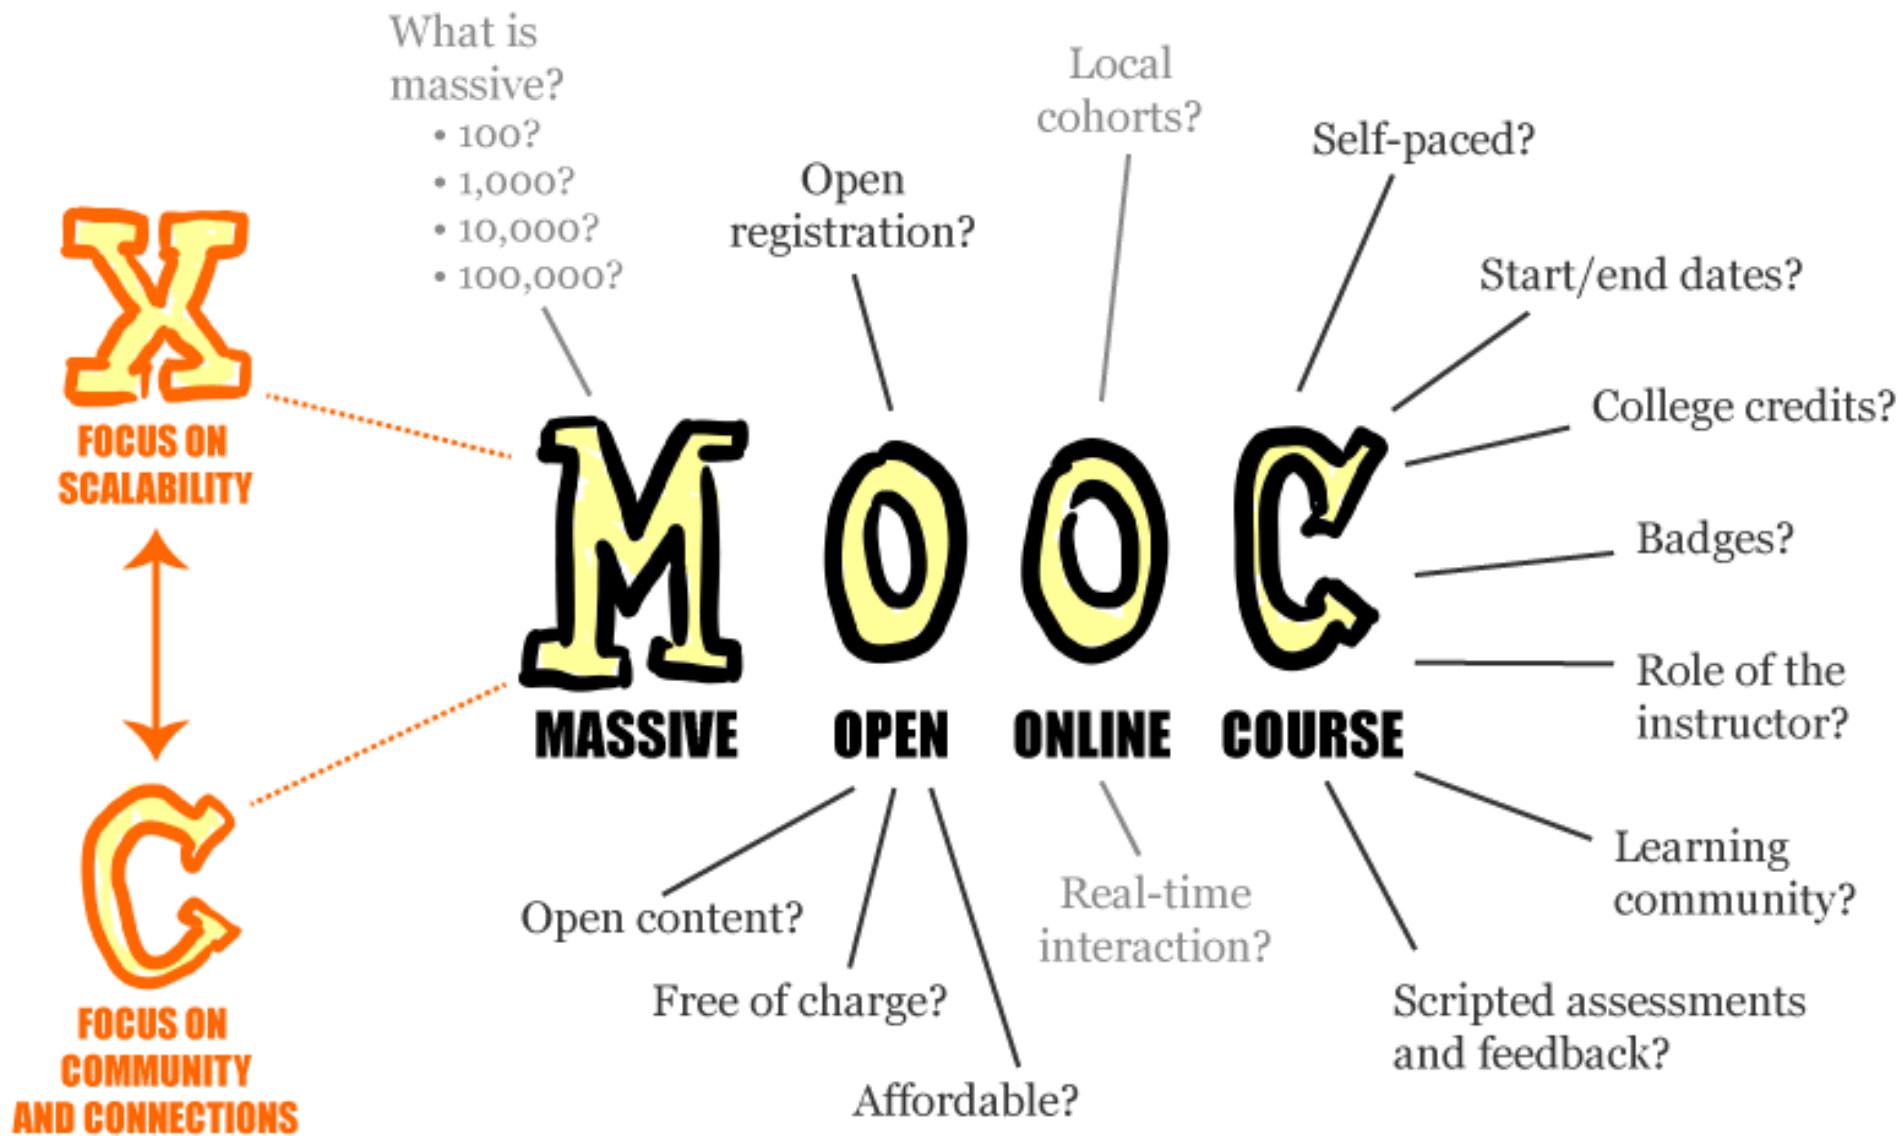 What is
massive?
• 100?
• 1,000?
• 10,000?
• 100,000?
Open
registration?
Local
cohorts?
Self-paced?
Start/end dates?
College credits?
Badges?
Role of the
instructor?
Learning
community?
Scripted assessments
and feedback?
X
FOCUS ON
SCALABILITY
C
FOCUS ON
COMMUNITY
AND CONNECTIONS
MOOC
MASSIVE OPEN ONLINE COURSE
Open content?
Free of charge?
Affordable?
Real-time
interaction?